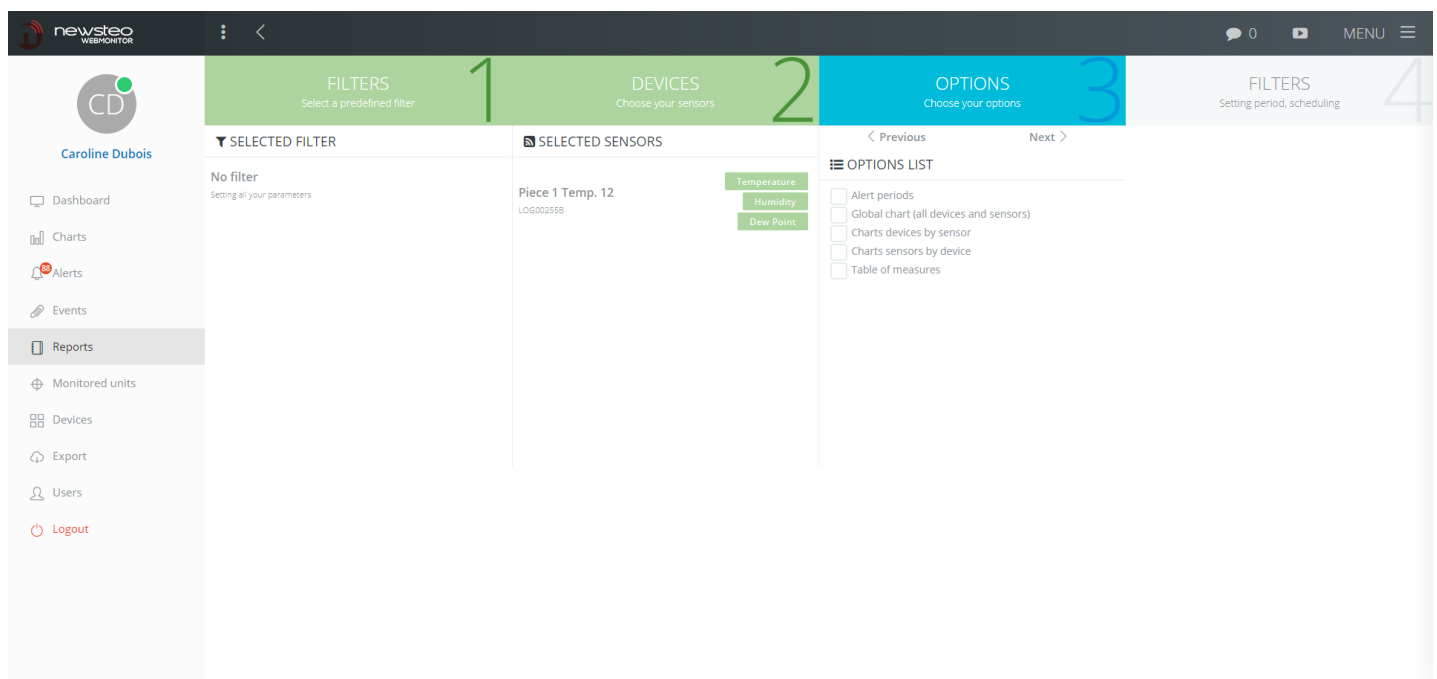 newsteo
WEBMONITOR
0
MENU
CD
Caroline Dubois
Dashboard
Charts
88
Alerts
Events
Reports
Monitored units
Devices
Export
Users
Logout
FILTERS
Select a predefined filter
1
SELECTED FILTER
No filter
Setting all your parameters
DEVICES
Choose your sensors
2
SELECTED SENSORS
Piece 1 Temp. 12
LOG00255B
Temperature
Humidity
Dew Point
OPTIONS
Choose your options
3
Previous
Next
OPTIONS LIST
Alert periods
Global chart (all devices and sensors)
Charts devices by sensor
Charts sensors by device
Table of measures
FILTERS
Setting period, scheduling
4